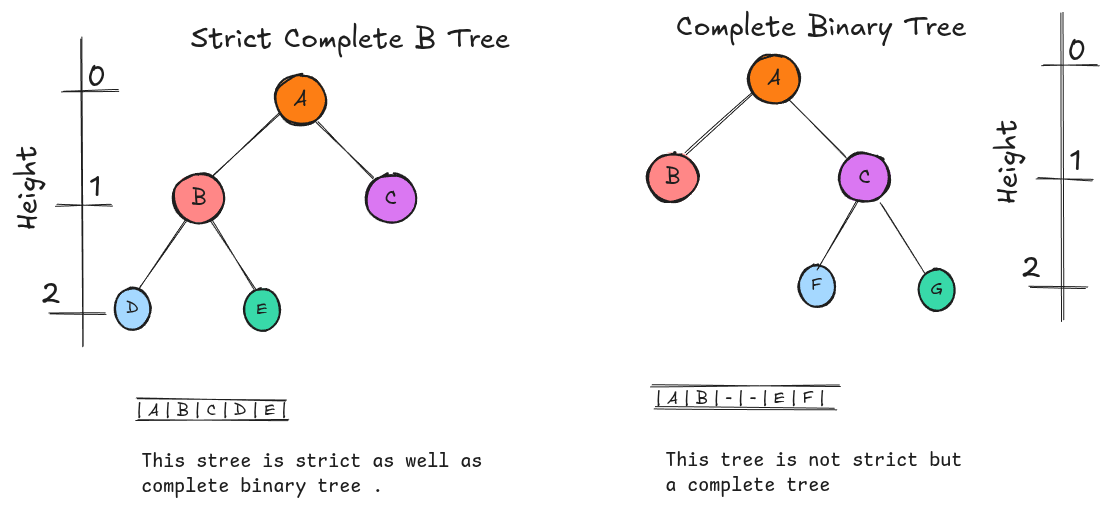 Strict Complete B Tree
0
A
Height
1
B
C
2
D
E
|A|B|C|D|E|
This stree is strict as well as
complete binary tree .
Complete Binary Tree
0
A
Height
1
B
C
2
F
G
|A|B|-|-|E|F|
This tree is not strict but
a complete tree